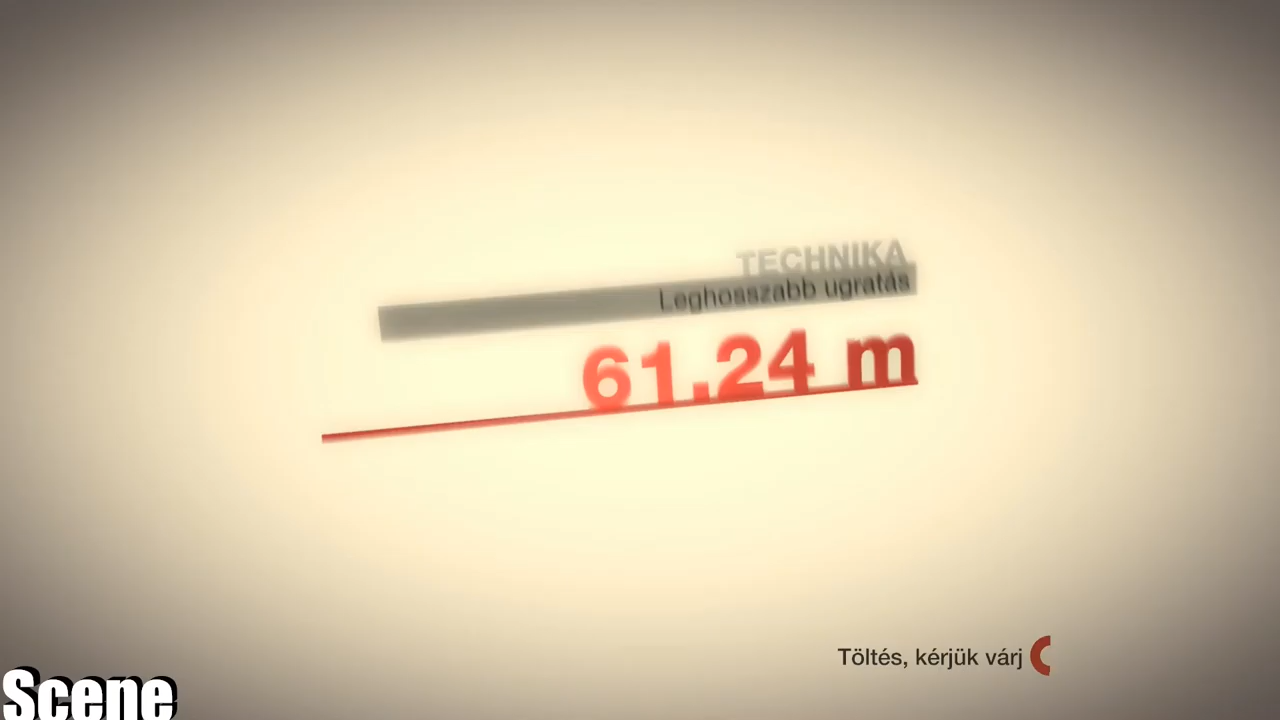 TECHNIKA
Leghosszabb ugratás
61.24 m
Töltés, kérjük várj
Scene